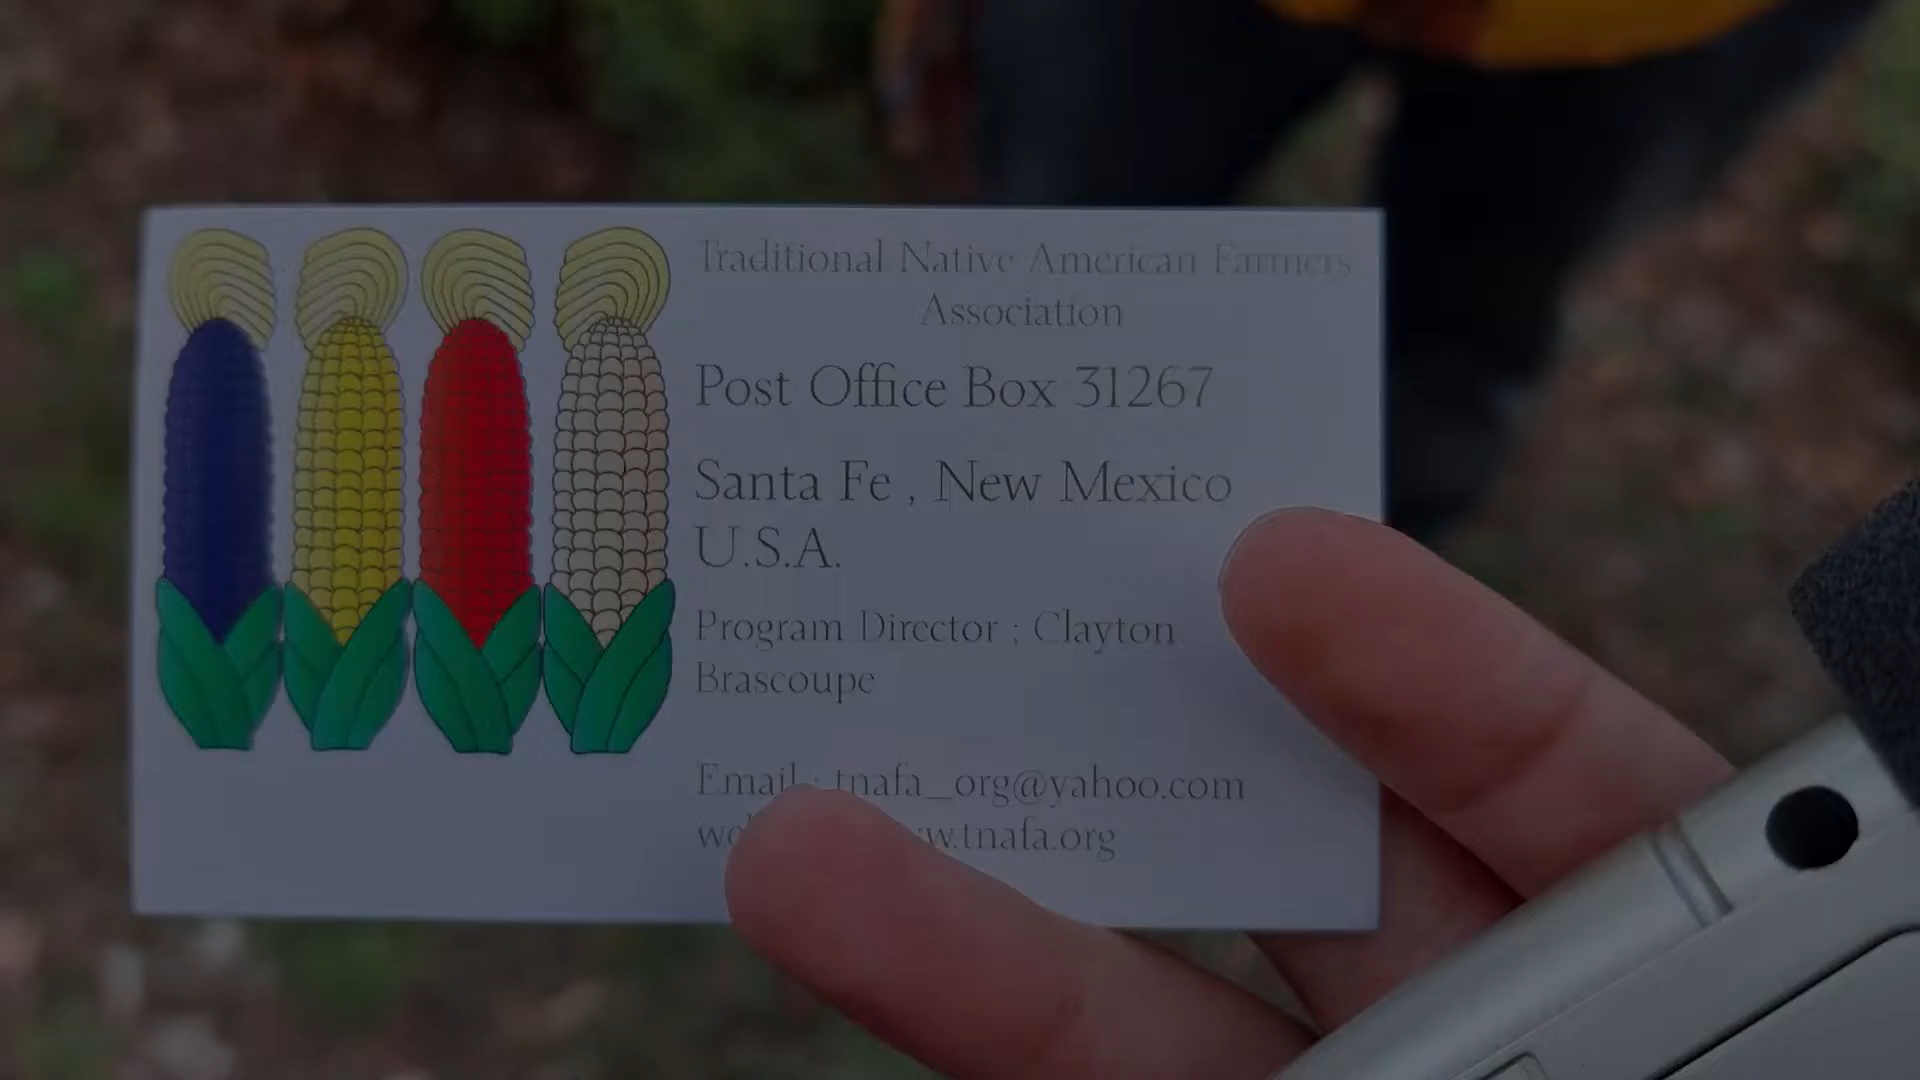 Traditional Native American Farmers
Association
Post Office Box 31267
Santa Fe , New Mexico
U.S.A.
Program Director ; Clayton
Brascoupe
Email : tnafa_org@yahoo.com
w.tnafa.org